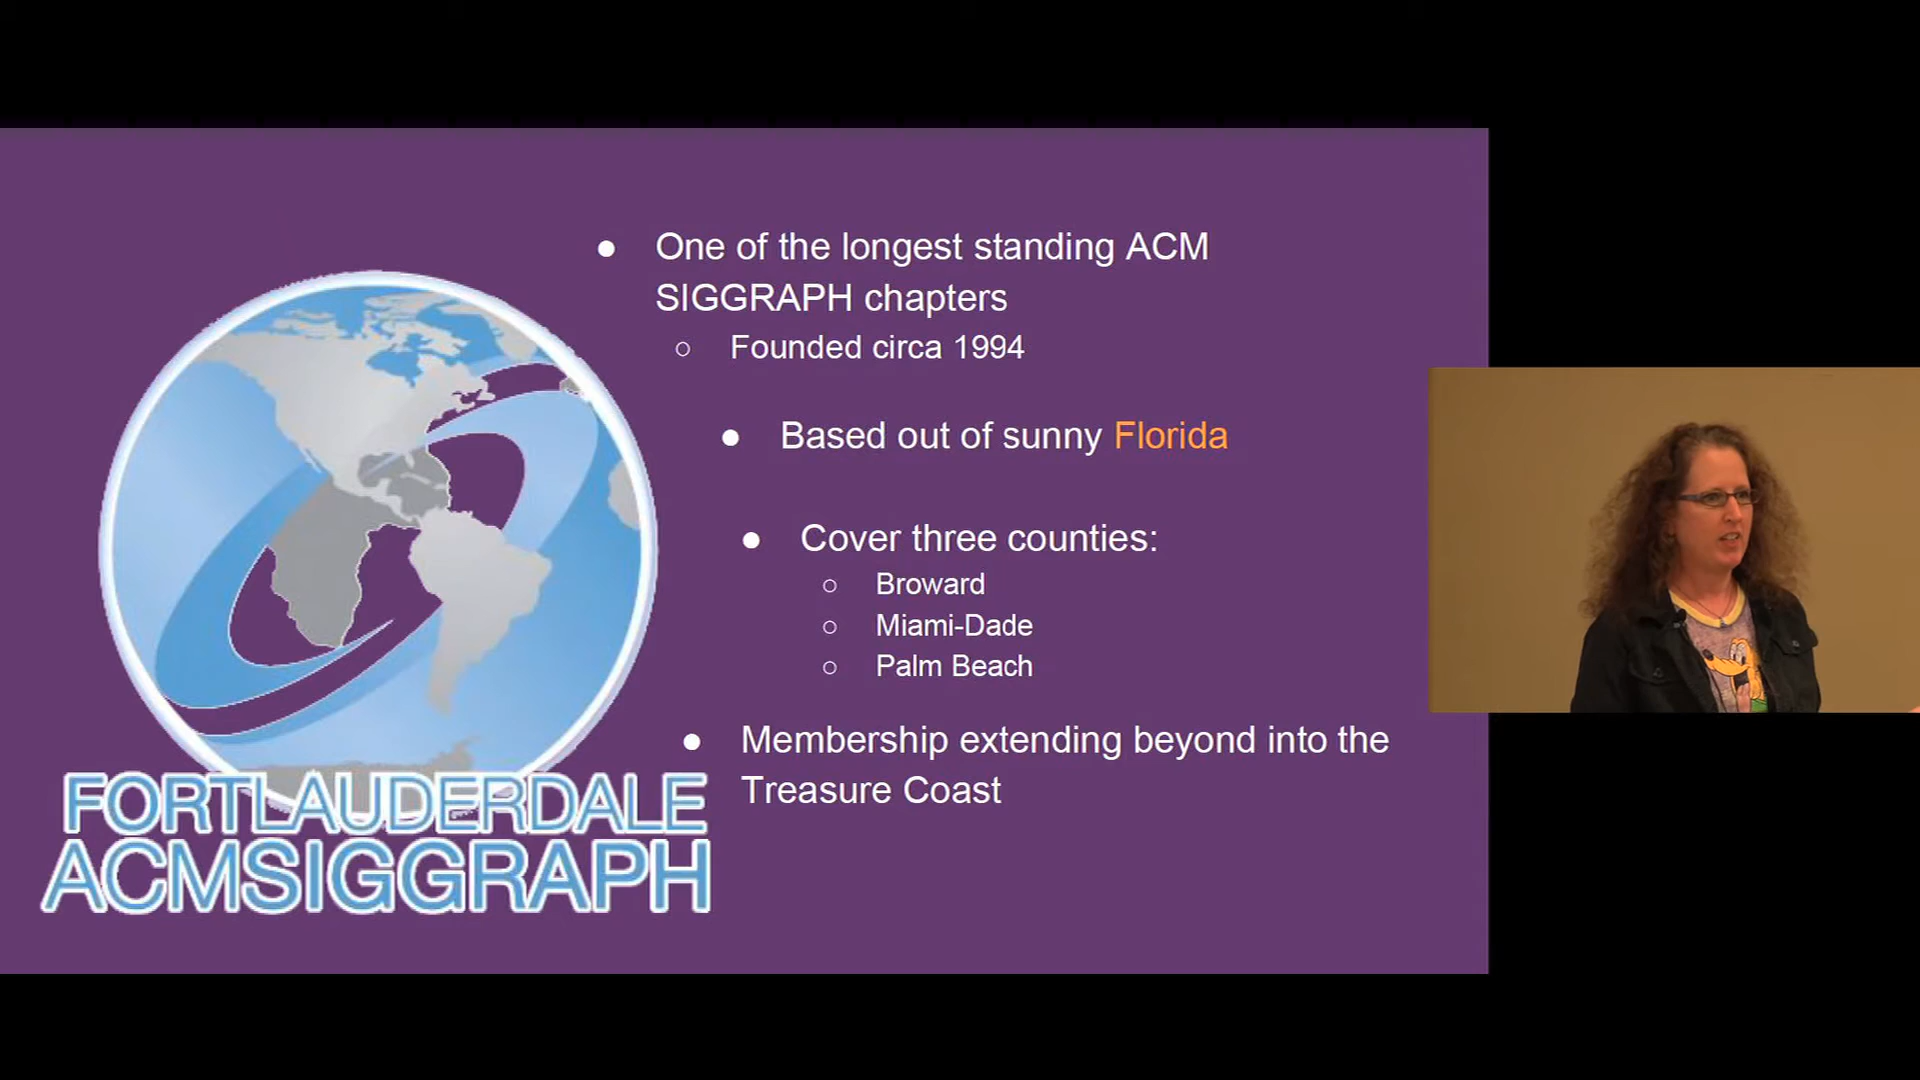 One of the longest standing ACM
SIGGRAPH chapters
Founded circa 1994
Based out of sunny Florida
Cover three counties:
Broward
Miami-Dade
Palm Beach
Membership extending beyond into the
Treasure Coast
FORTLAUDERDALE
ACMSIGGRAPH